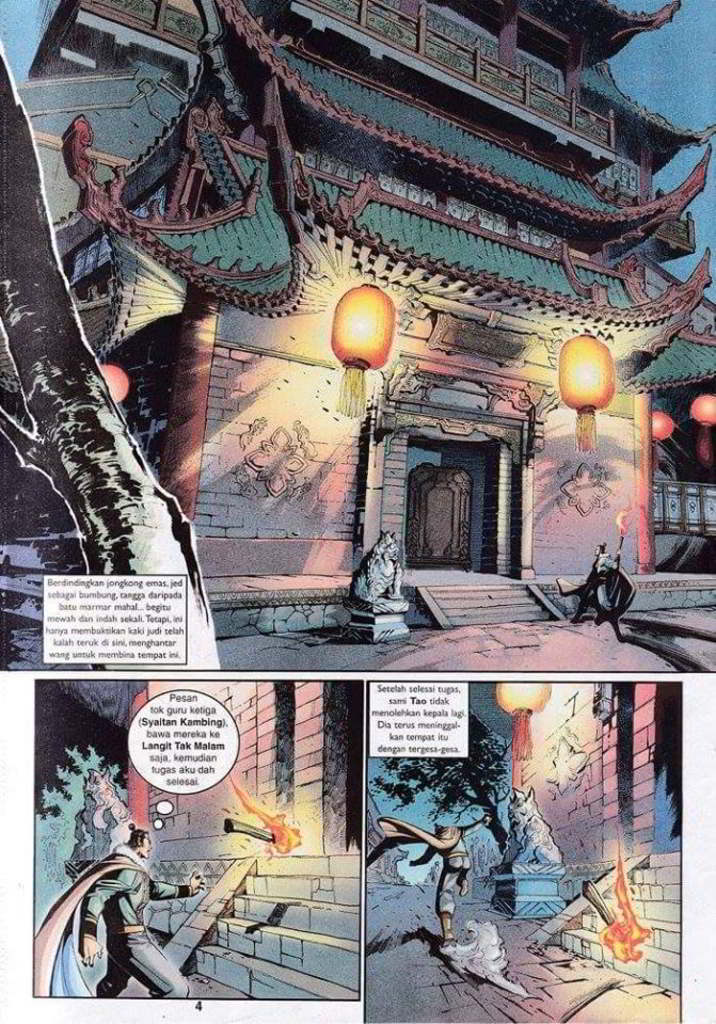 Berdindingkan jongkong emas, jed
sebagai bumbung, tangga daripada
batu marmar mahal... begitu
mewah dan indah sekali. Tetapi, ini
hanya membuktikan kaki judi telah
kalah teruk di sini, menghantar
wang untuk membina tempat ini.
Pesan
tok guru ketiga
(Syaitan Kambing),
bawa mereka ke
Langit Tak Malam
saja, kemudian
tugas aku dah
selesai.
Setelah selesai tugas,
sami Tao tidak
menolehkan kepala lagi.
Dia terus meninggal-
kan tempat itu
dengan tergesa-gesa.
4